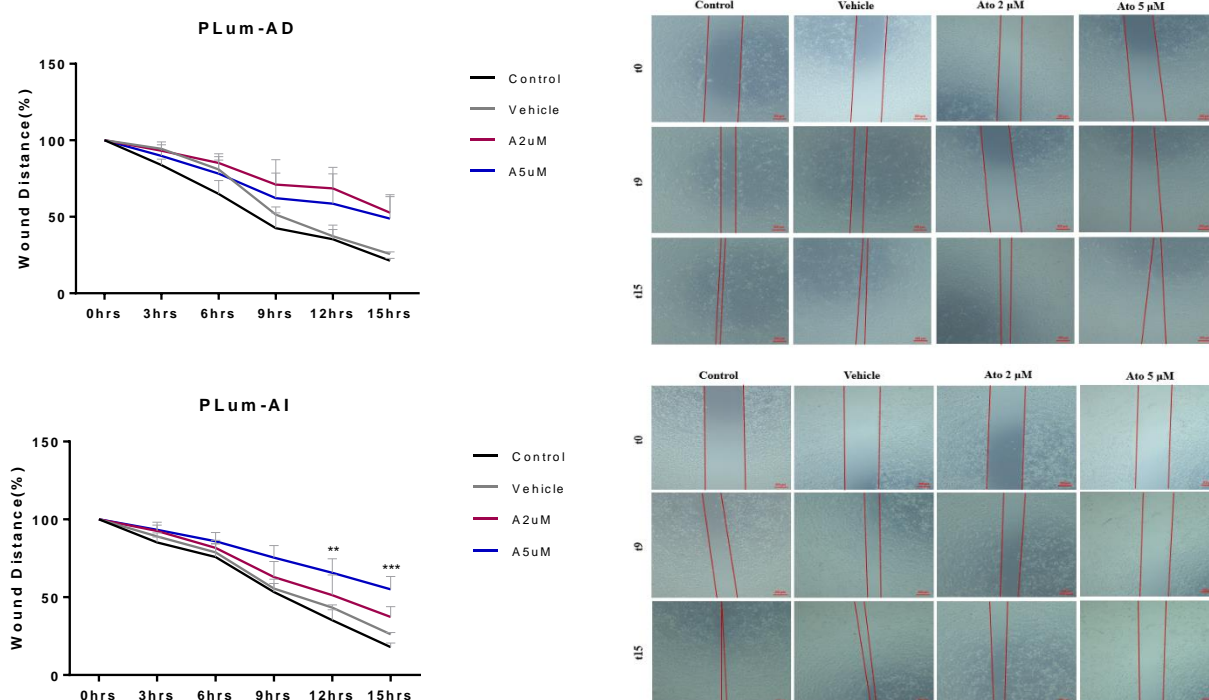 PLum-AD
Wound Distance(%)
150
100
50
0
0hrs 3hrs 6hrs 9hrs 12hrs 15hrs
Control
Vehicle
A2uM
A5uM
Control Vehicle Ato 2 µM Ato 5 µM
t0
t9
t15
PLum-AI
Wound Distance(%)
150
100
50
0
** ***
0hrs 3hrs 6hrs 9hrs 12hrs 15hrs
Control
Vehicle
A2uM
A5uM
Control Vehicle Ato 2 µM Ato 5 µM
t0
t9
t15